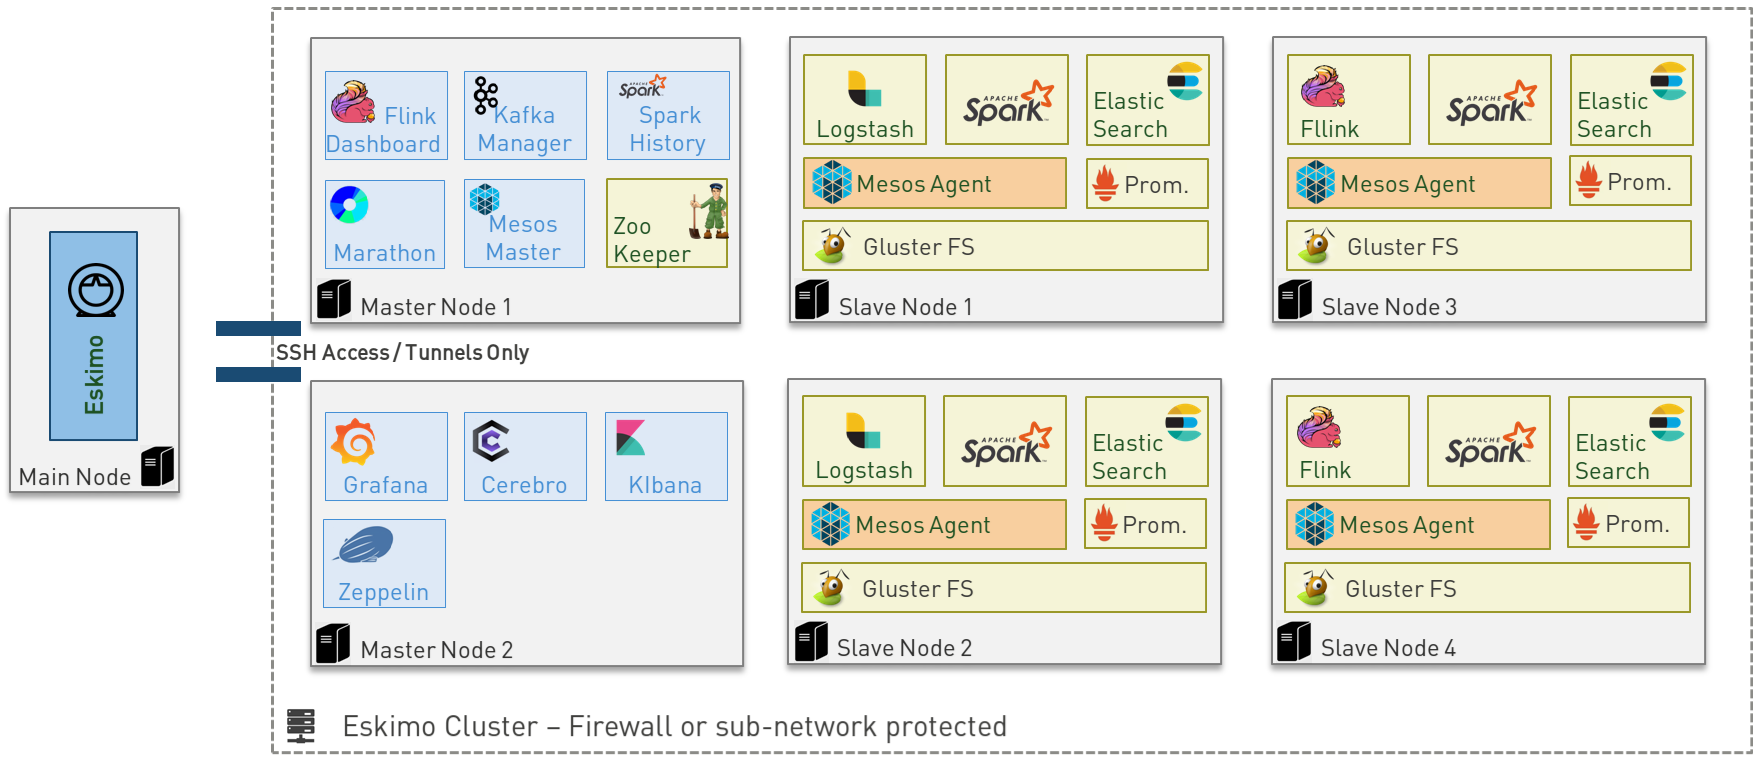 Eskimo
Main Node
SSH Access / Tunnels Only
Flink
Dashboard
Kafka
Manager
APACHE
Spark
Spark
History
Marathon
Mesos
Master
Zoo
Keeper
Master Node 1
Logstash
APACHE
Spark™
Elastic
Search
Mesos Agent
Prom.
Gluster FS
Slave Node 1
Fllink
APACHE
Spark™
Elastic
Search
Mesos Agent
Prom.
Gluster FS
Slave Node 3
Grafana
Cerebro
KIbana
Zeppelin
Master Node 2
Logstash
APACHE
Spark™
Elastic
Search
Mesos Agent
Prom.
Gluster FS
Slave Node 2
Flink
APACHE
Spark™
Elastic
Search
Mesos Agent
Prom.
Gluster FS
Slave Node 4
Eskimo Cluster – Firewall or sub-network protected